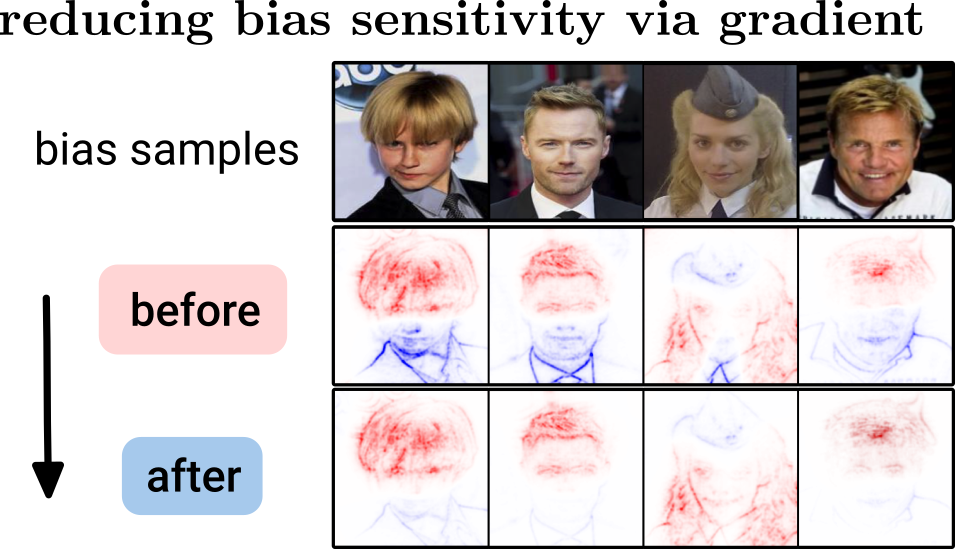 reducing bias sensitivity via gradient
bias samples
before
after